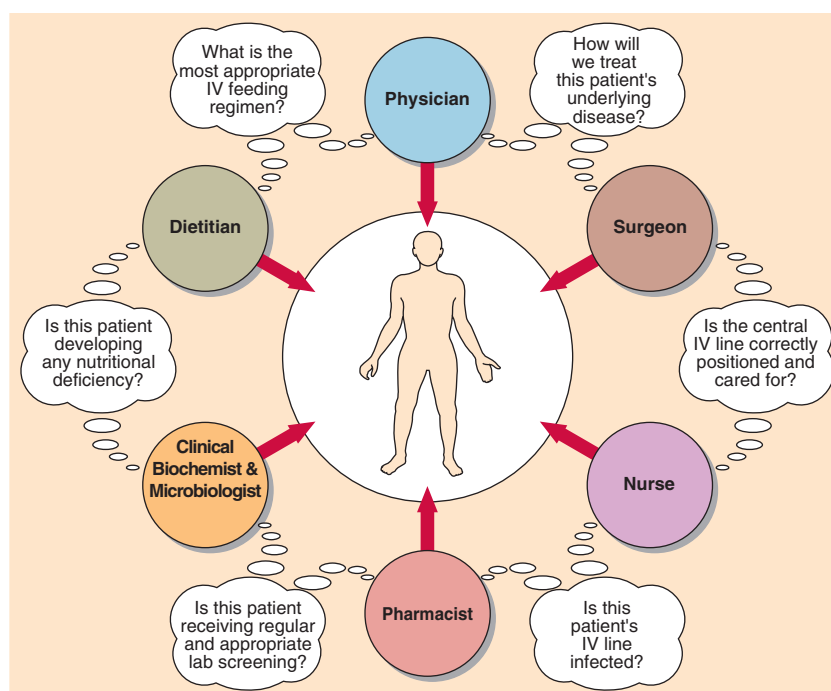 What is the
most appropriate
IV feeding
regimen?
Physician
How will
we treat
this patient's
underlying
disease?
Dietitian
Surgeon
Is this patient
developing
any nutritional
deficiency?
Is the central
IV line correctly
positioned and
cared for?
Clinical
Biochemist &
Microbiologist
Nurse
Is this patient
receiving regular
and appropriate
lab screening?
Pharmacist
Is this
patient's
IV line
infected?